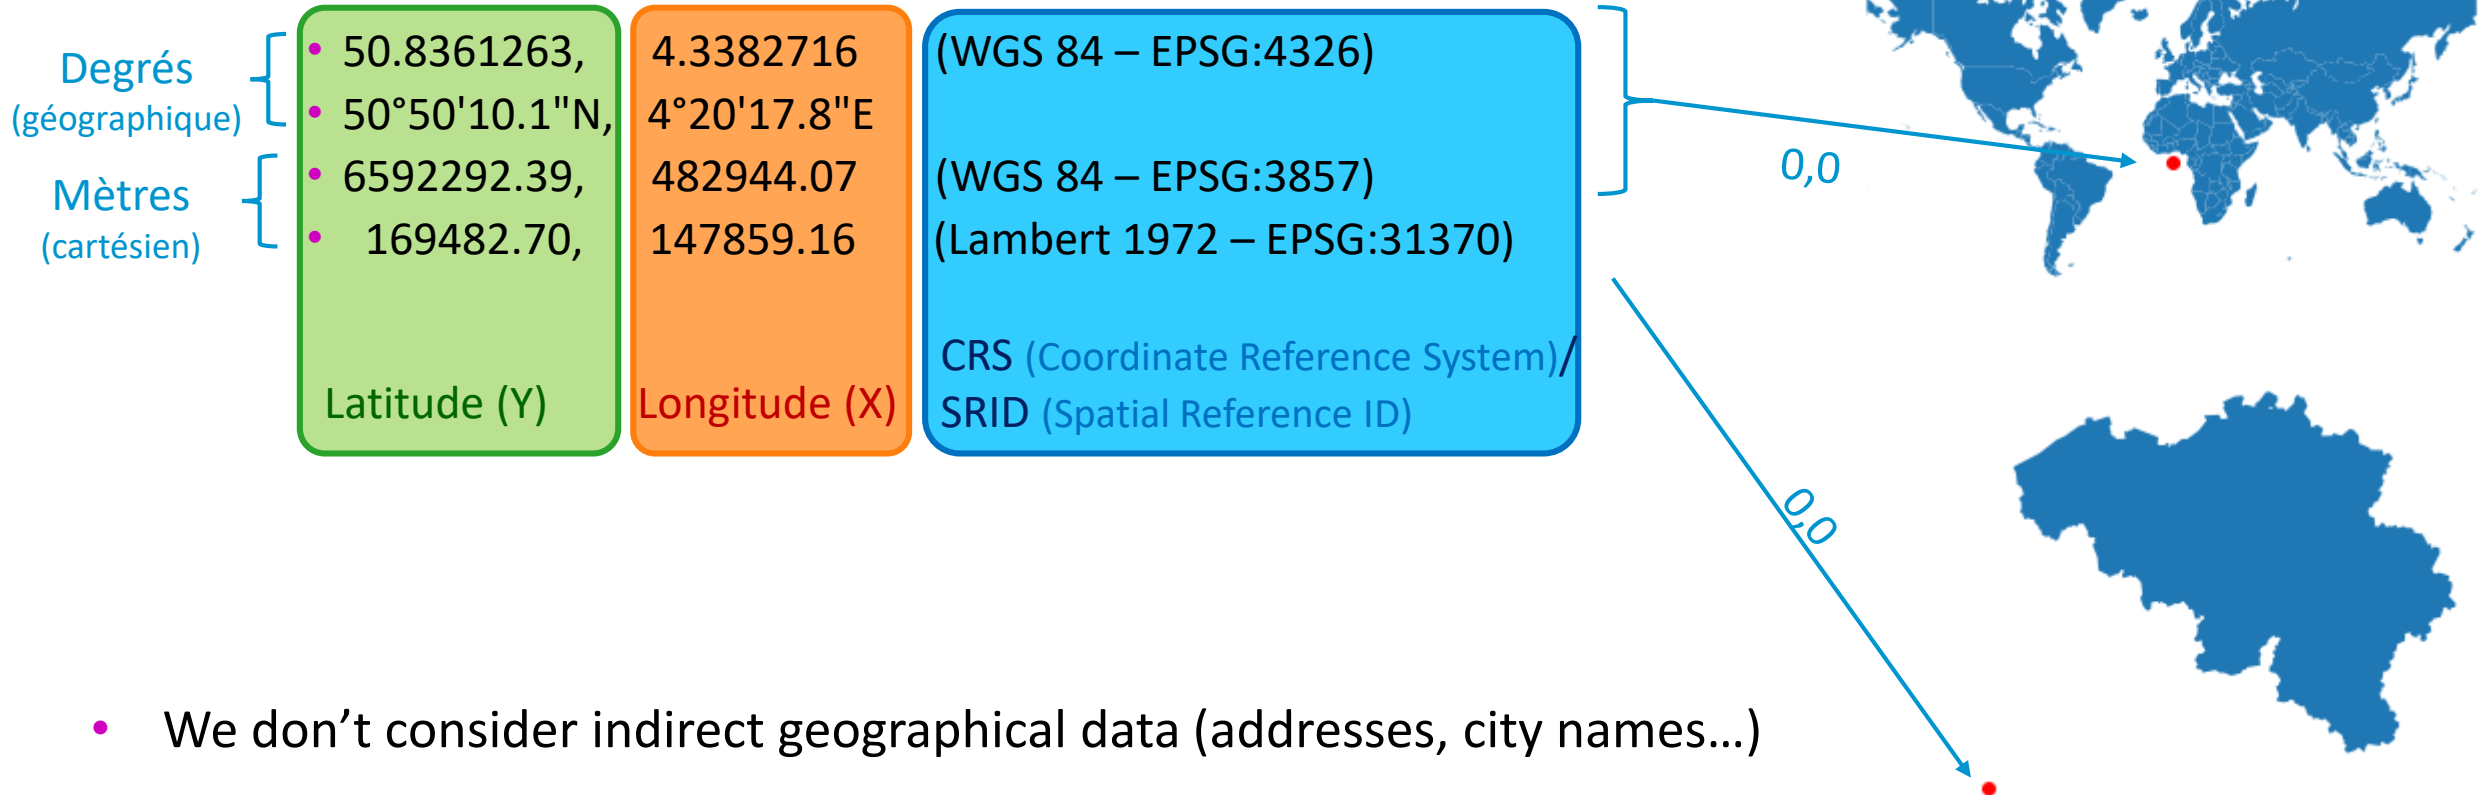 Degrés
(géographique)
Mètres
(cartésien)
• 50.8361263, 4.3382716 (WGS 84 – EPSG:4326)
• 50°50'10.1"N, 4°20'17.8"E
• 6592292.39, 482944.07 (WGS 84 – EPSG:3857)
• 169482.70, 147859.16 (Lambert 1972 – EPSG:31370)
Latitude (Y)
Longitude (X)
CRS (Coordinate Reference System)/
SRID (Spatial Reference ID)
0,0
0,0
• We don’t consider indirect geographical data (addresses, city names…)